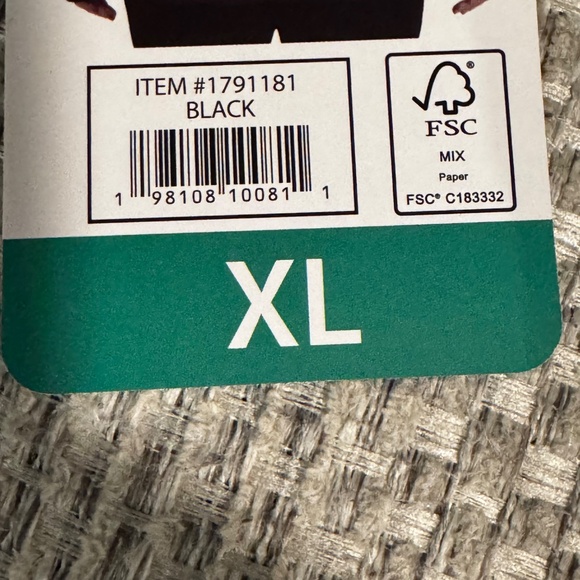 ITEM #1791181
BLACK
1 98108 10081 1
®
FSC
MIX
Paper
FSC® C183332
XL